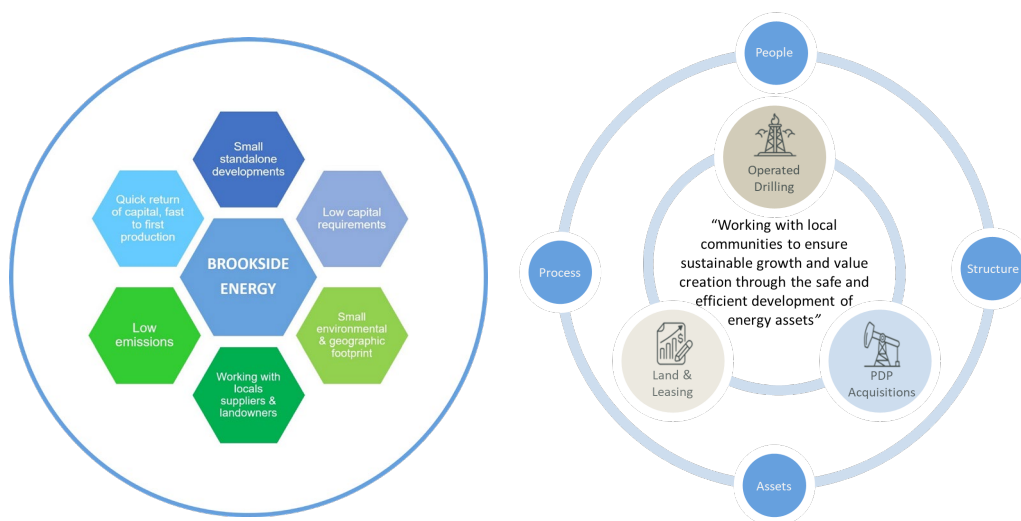 Small
standalone
developments
Quick return
of capital, fast
to first
production
Low capital
requirements
BROOKSIDE
ENERGY
Low
emissions
Small
environmental
& geographic
footprint
Working with
locals
suppliers &
landowners
People
Operated
Drilling
“Working with local
communities to ensure
sustainable growth and value
creation through the safe and
efficient development of
energy assets”
Process
Structure
$
Land &
Leasing
PDP
Acquisitions
Assets